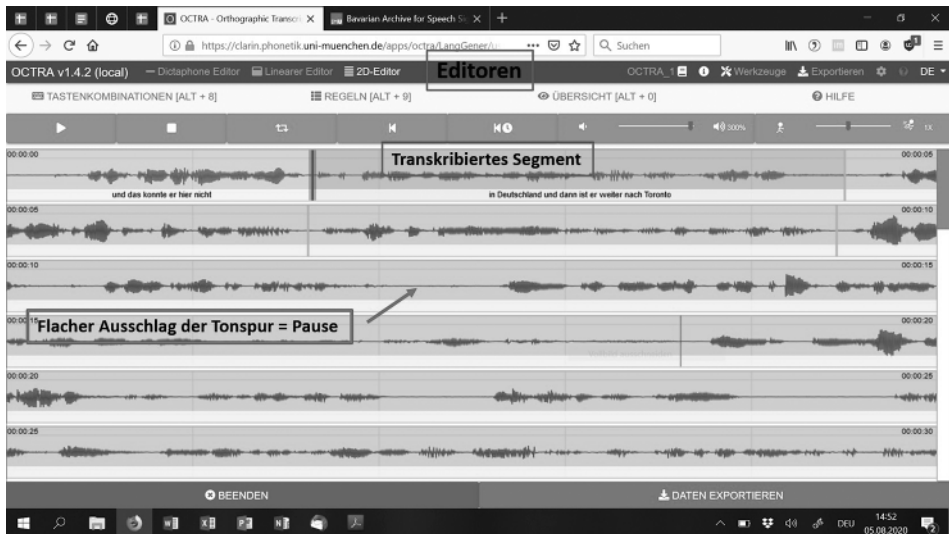 OCTRA - Orthographic Transcri
Bavarian Archive for Speech Si
https://clarin.phonetik.uni-muenchen.de/apps/octra/LangGener/u
Suchen
OCTRA v1.4.2 (local)
Dictaphone Editor
Linearer Editor
2D-Editor
Editoren
OCTRA_1
Werkzeuge
Exportieren
DE
TASTENKOMBINATIONEN [ALT + 8]
REGELN [ALT + 9]
ÜBERSICHT [ALT + 0]
HILFE
300%
1X
00:00:00
Transkribiertes Segment
00:00:05
und das konnte er hier nicht
in Deutschland und dann ist er weiter nach Toronto
00:00:05
00:00:10
00:00:10
00:00:15
Flacher Ausschlag der Tonspur = Pause
00:00:15
00:00:20
00:00:20
00:00:25
00:00:25
00:00:30
BEENDEN
DATEN EXPORTIEREN
DEU
14:52
05.08.2020